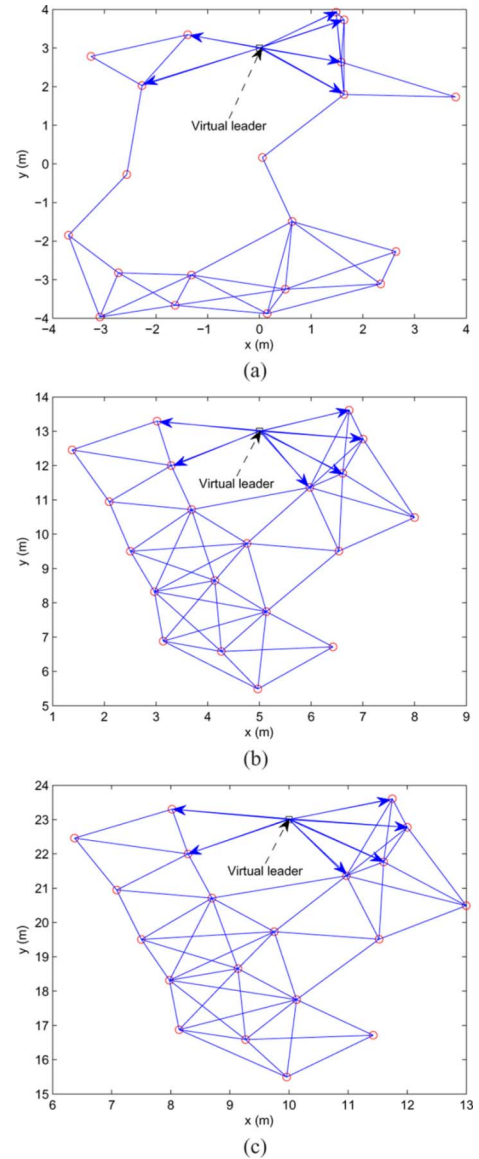 4
3
2
1
0
−1
−2
−3
−4
y (m)
Virtual leader
−4 −3 −2 −1 0 1 2 3 4
x (m)
(a)
14
13
12
11
10
9
8
7
6
5
y (m)
Virtual leader
1 2 3 4 5 6 7 8 9
x (m)
(b)
24
23
22
21
20
19
18
17
16
15
y (m)
Virtual leader
6 7 8 9 10 11 12 13
x (m)
(c)